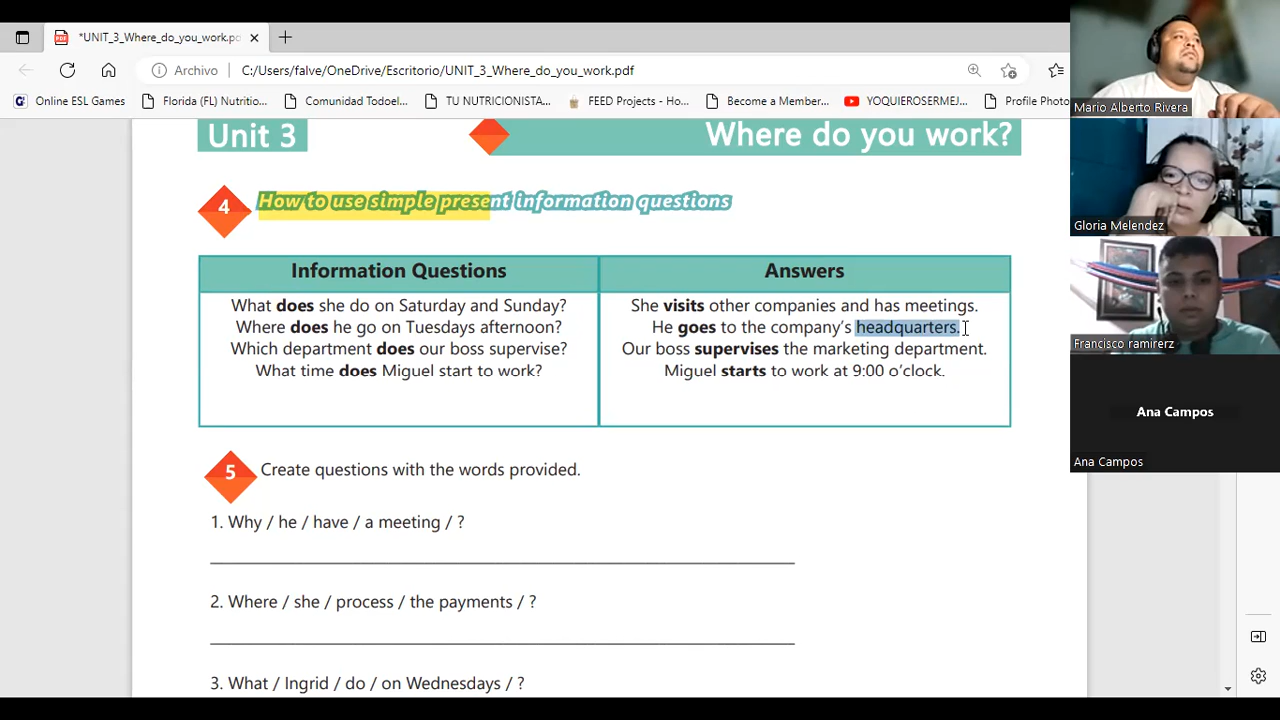 *UNIT_3_Where_do_you_work.pd
Archivo
C:/Users/falve/OneDrive/Escritorio/UNIT_3_Where_do_you_work.pdf
Online ESL Games
Florida (FL) Nutritio...
Comunidad Todoel...
TU NUTRICIONISTA...
FEED Projects - Ho...
Become a Member...
YOQUIEROSERMEJ...
Profile Photo
Unit 3
Where do you work?
4
How to use simple present information questions
Information Questions
Answers
What does she do on Saturday and Sunday?
She visits other companies and has meetings.
Where does he go on Tuesdays afternoon?
He goes to the company's headquarters.
Which department does our boss supervise?
Our boss supervises the marketing department.
What time does Miguel start to work?
Miguel starts to work at 9:00 o'clock.
5
Create questions with the words provided.
1. Why / he / have / a meeting / ?
2. Where / she / process / the payments / ?
3. What / Ingrid / do / on Wednesdays / ?
Mario Alberto Rivera
Gloria Melendez
Francisco ramirerz
Ana Campos
Ana Campos